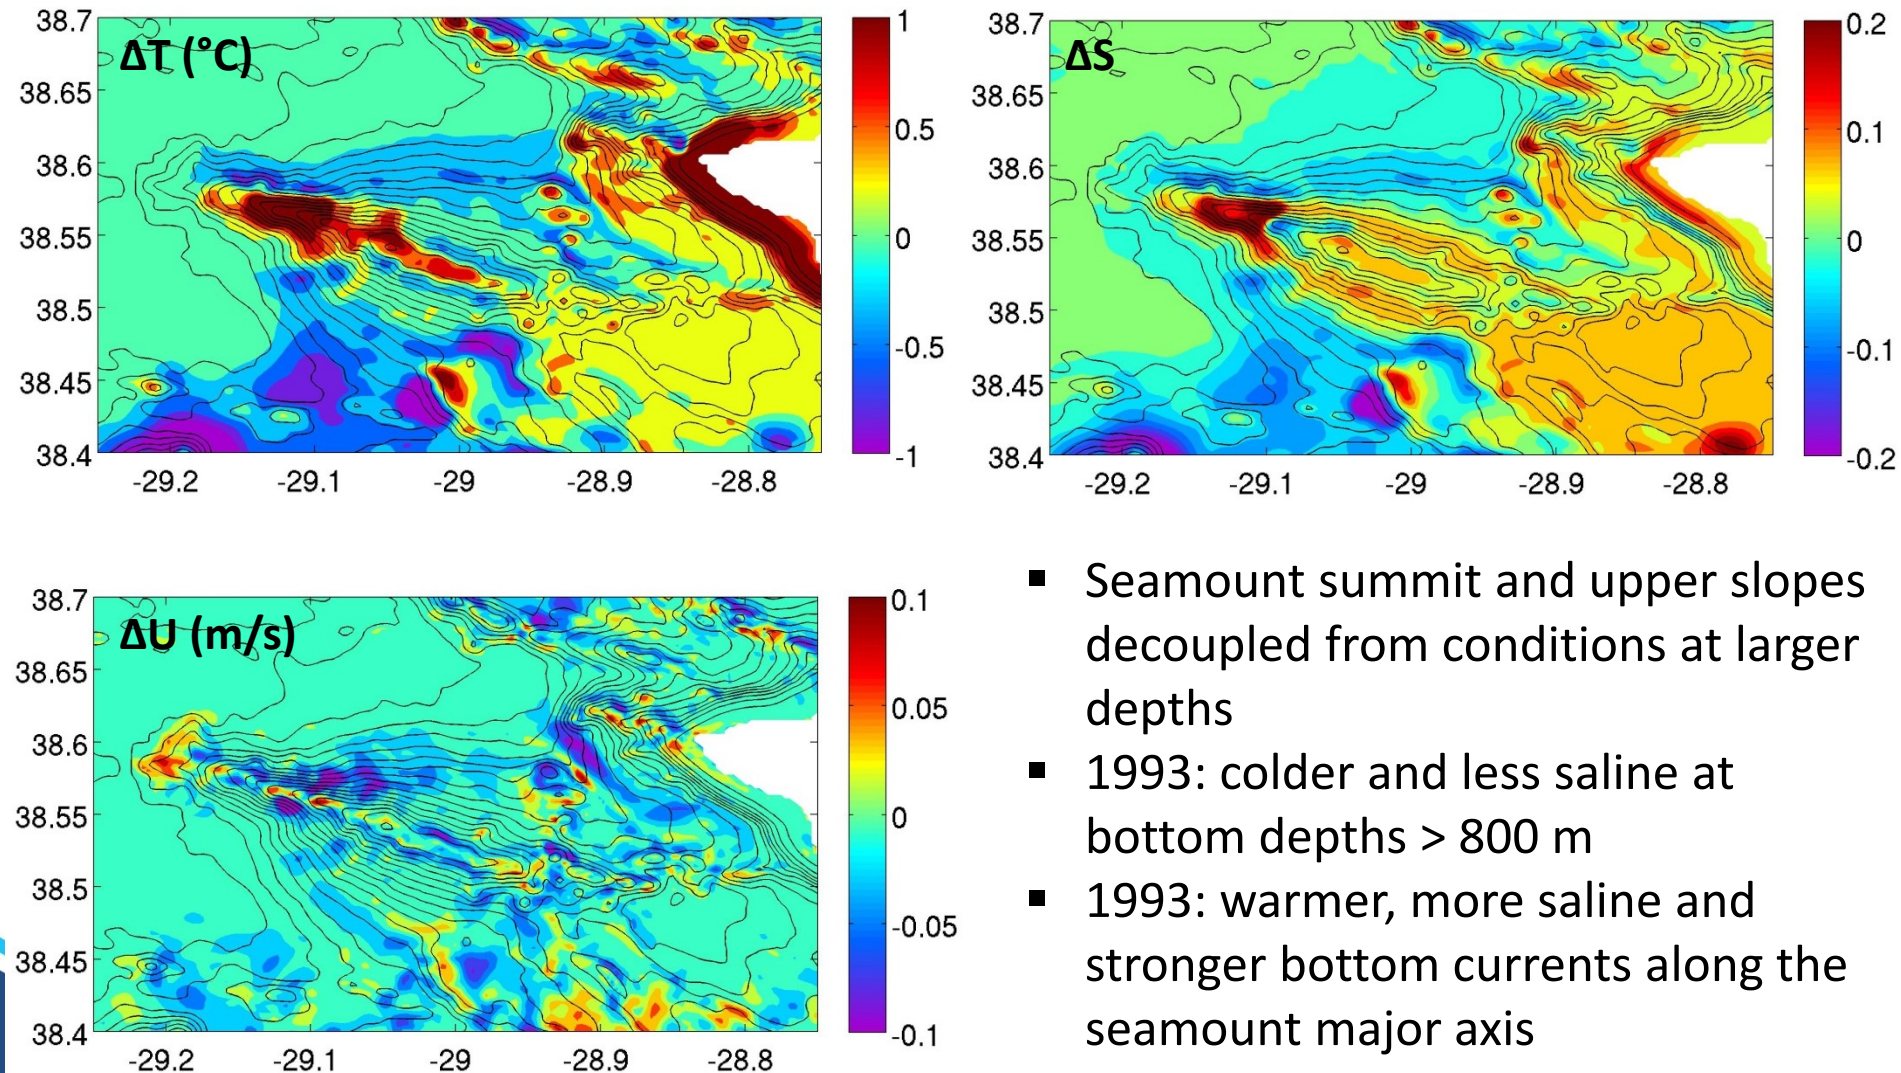 ΔT (°C)
38.7
38.65
38.6
38.55
38.5
38.45
38.4
-29.2 -29.1 -29 -28.9 -28.8
1
0.5
0
-0.5
-1
ΔS
38.7
38.65
38.6
38.55
38.5
38.45
38.4
-29.2 -29.1 -29 -28.9 -28.8
0.2
0.1
0
-0.1
-0.2
ΔU (m/s)
38.7
38.65
38.6
38.55
38.5
38.45
38.4
-29.2 -29.1 -29 -28.9 -28.8
0.1
0.05
0
-0.05
-0.1
▪ Seamount summit and upper slopes
decoupled from conditions at larger
depths
▪ 1993: colder and less saline at
bottom depths > 800 m
▪ 1993: warmer, more saline and
stronger bottom currents along the
seamount major axis